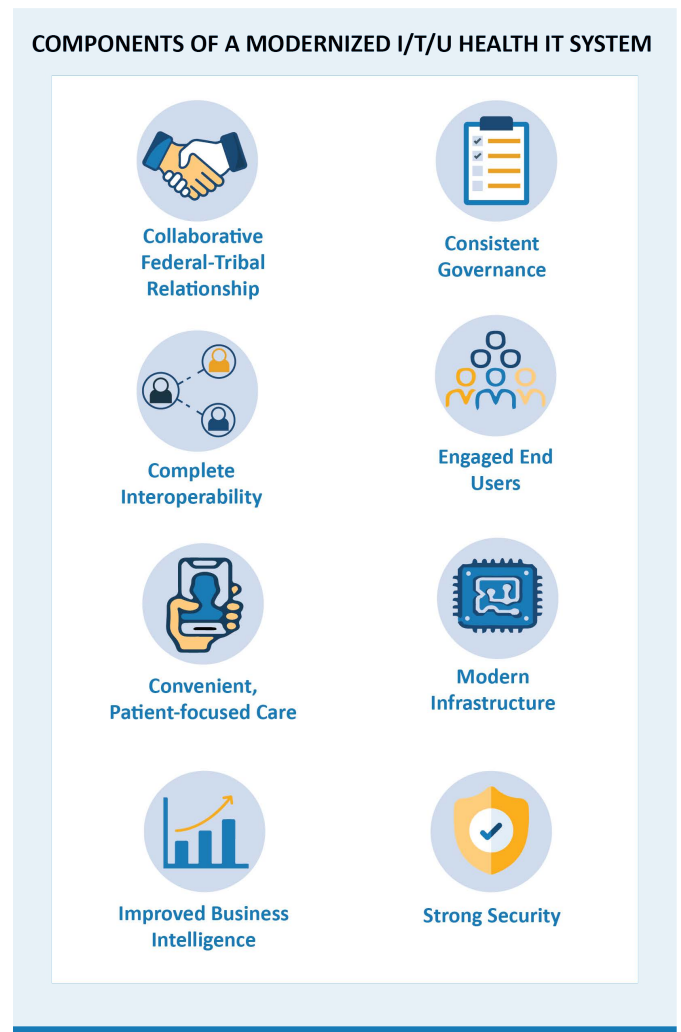 COMPONENTS OF A MODERNIZED I/T/U HEALTH IT SYSTEM
Collaborative
Federal-Tribal
Relationship
Consistent
Governance
Complete
Interoperability
Engaged End
Users
Convenient,
Patient-focused Care
Modern
Infrastructure
Improved Business
Intelligence
Strong Security